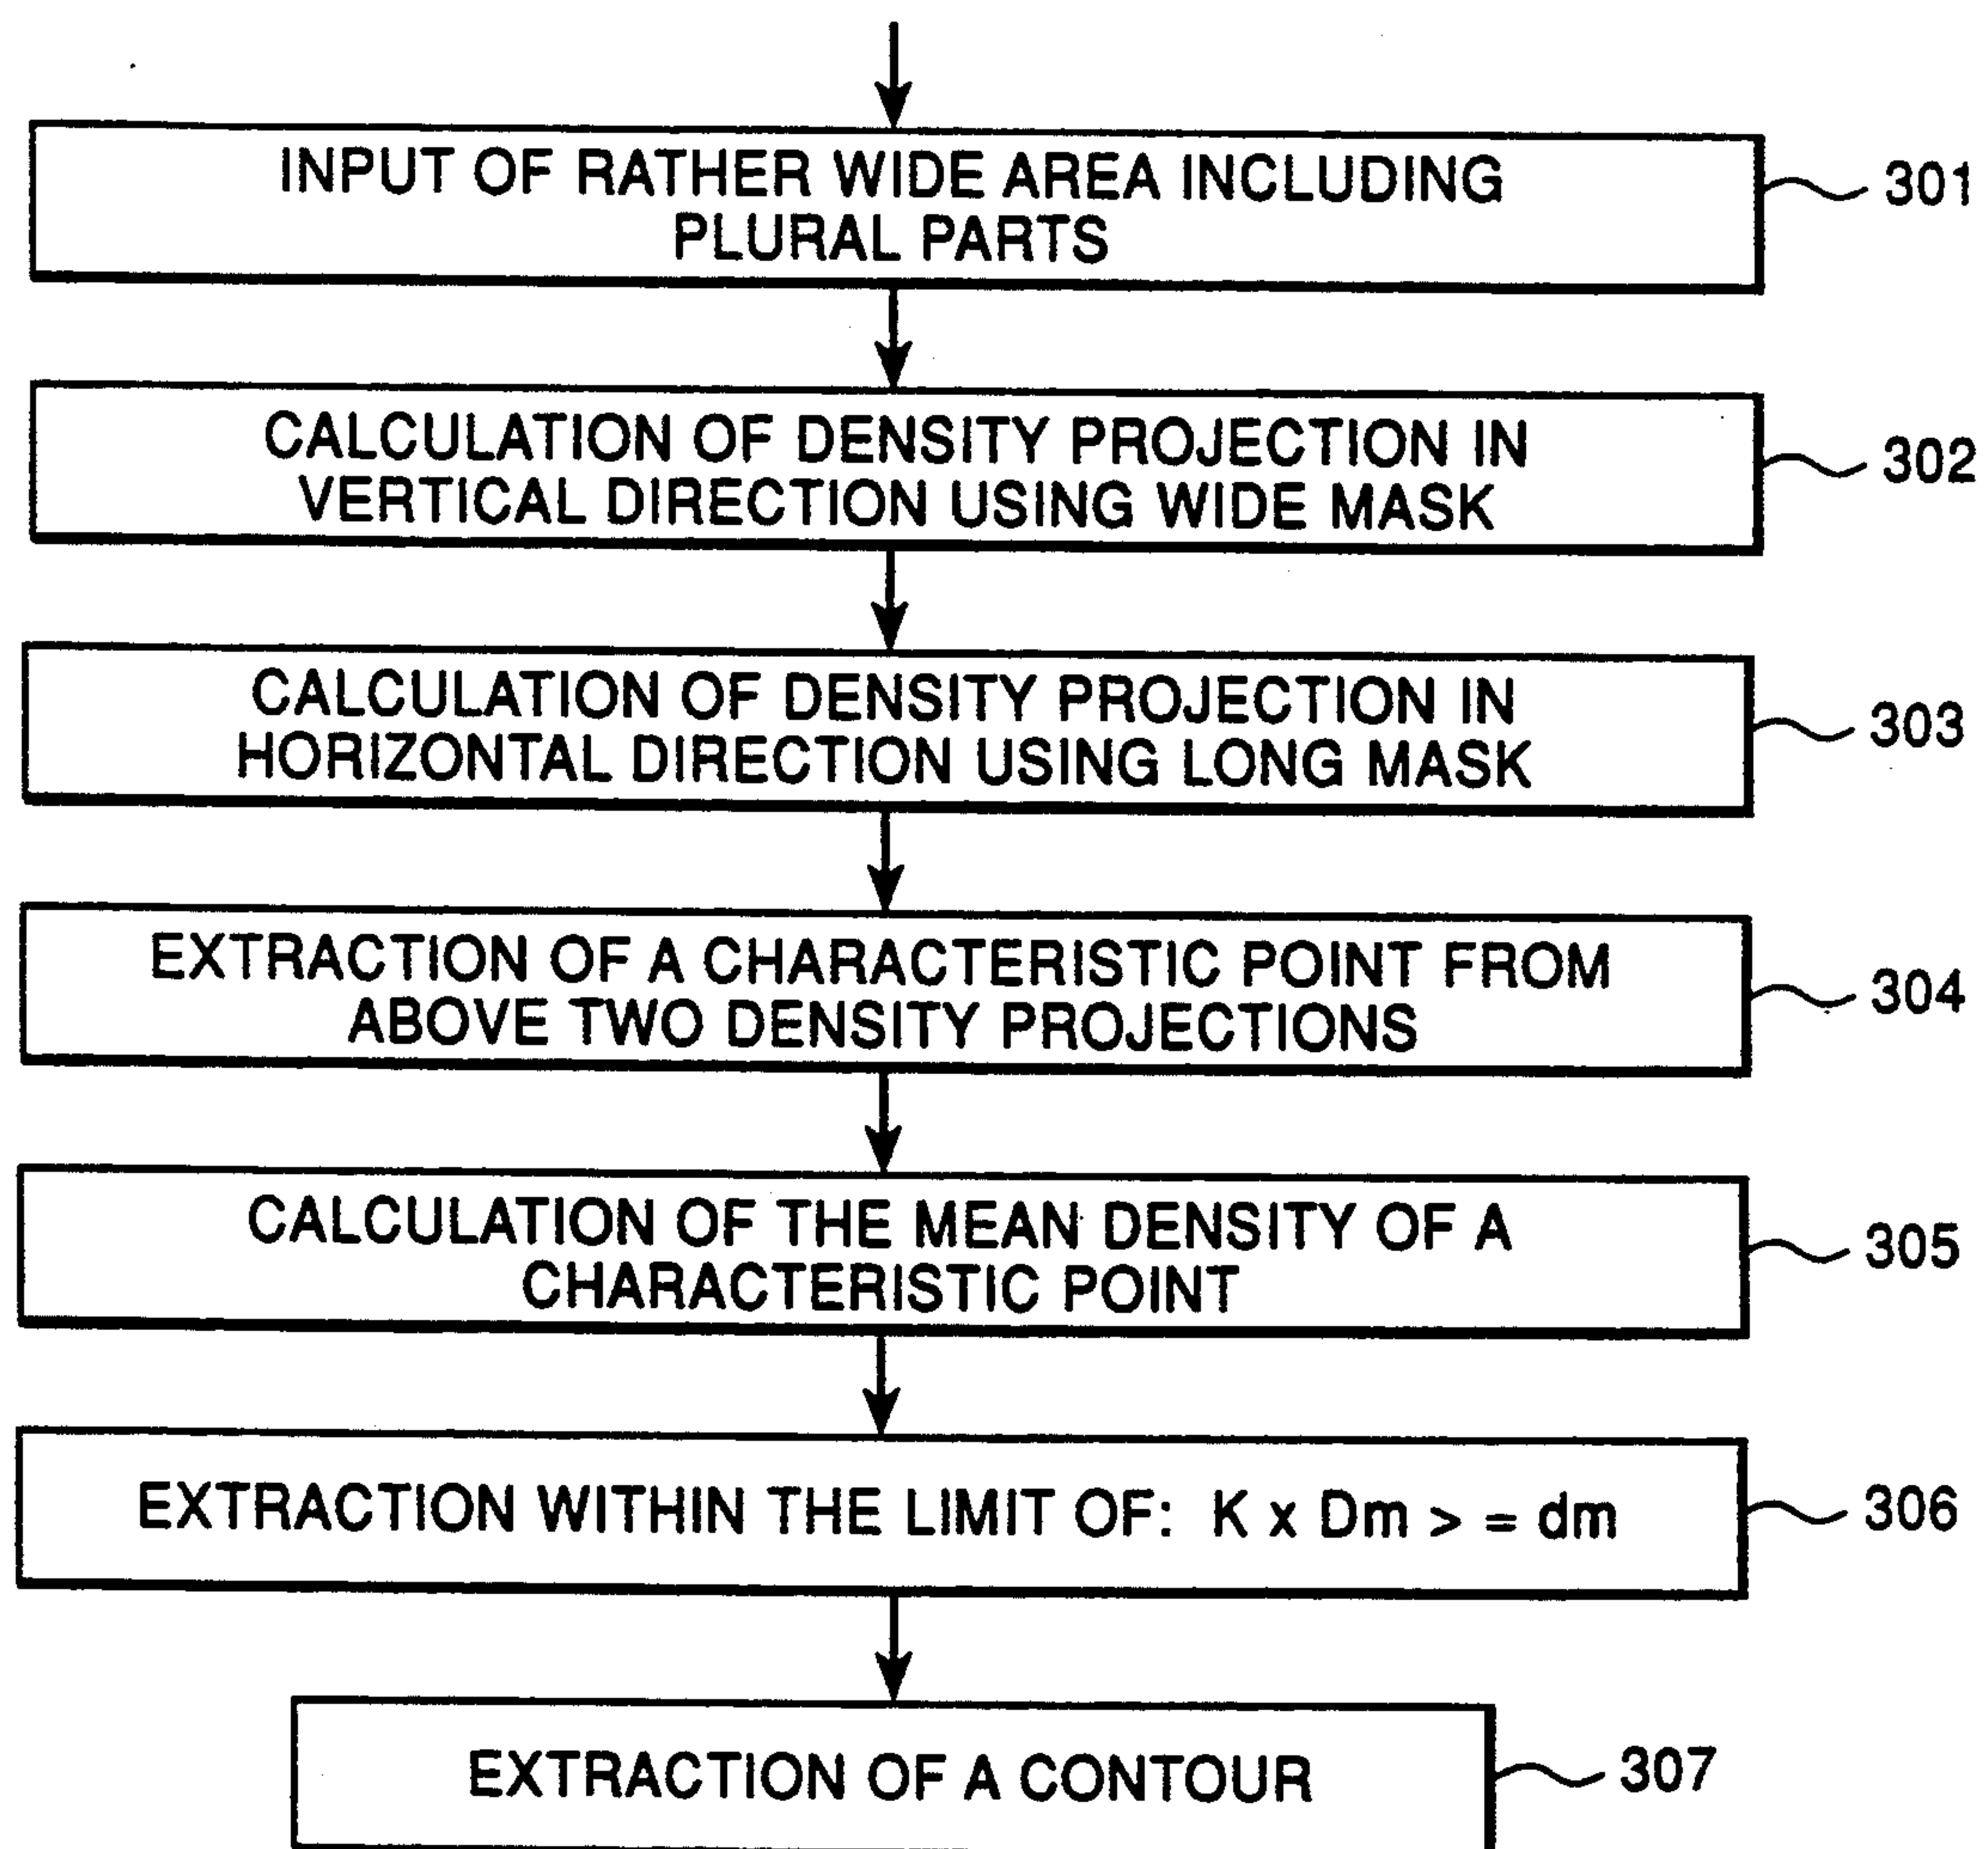 INPUT OF RATHER WIDE AREA INCLUDING
PLURAL PARTS
301
CALCULATION OF DENSITY PROJECTION IN
VERTICAL DIRECTION USING WIDE MASK
302
CALCULATION OF DENSITY PROJECTION IN
HORIZONTAL DIRECTION USING LONG MASK
303
EXTRACTION OF A CHARACTERISTIC POINT FROM
ABOVE TWO DENSITY PROJECTIONS
304
CALCULATION OF THE MEAN DENSITY OF A
CHARACTERISTIC POINT
305
EXTRACTION WITHIN THE LIMIT OF: K x Dm > = dm
306
EXTRACTION OF A CONTOUR
307